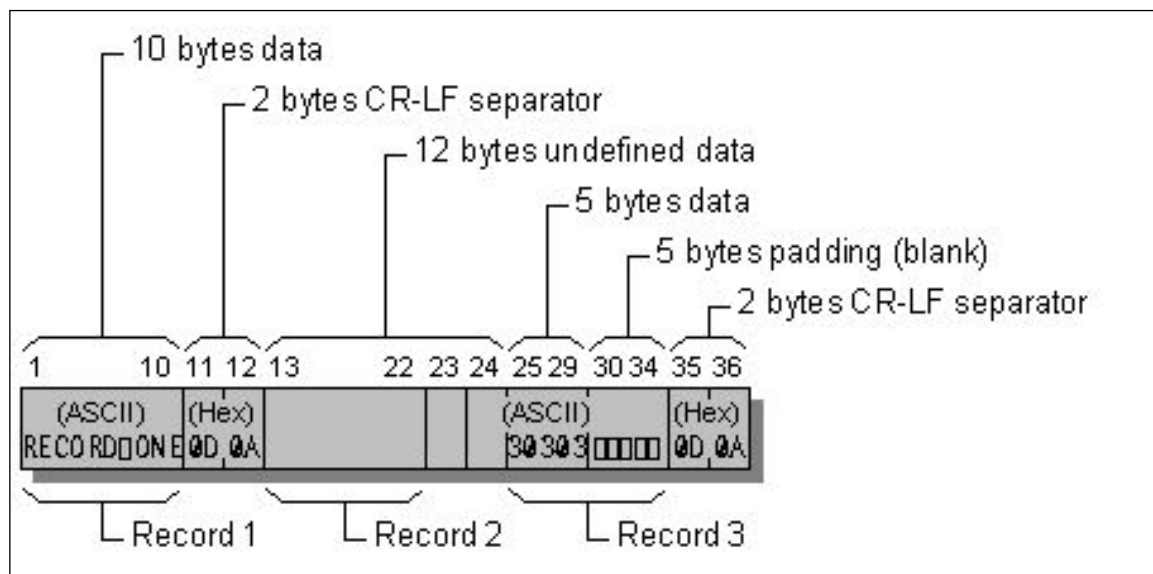 10 bytes data
2 bytes CR-LF separator
12 bytes undefined data
5 bytes data
5 bytes padding (blank)
2 bytes CR-LF separator
1 10 11 12 13 22 23 24 25 29 30 34 35 36
(ASCII) (Hex) (ASCII) (Hex)
RECORD▯ONE 0D 0A 30303 ▯▯▯▯▯ 0D 0A
Record 1 Record 2 Record 3